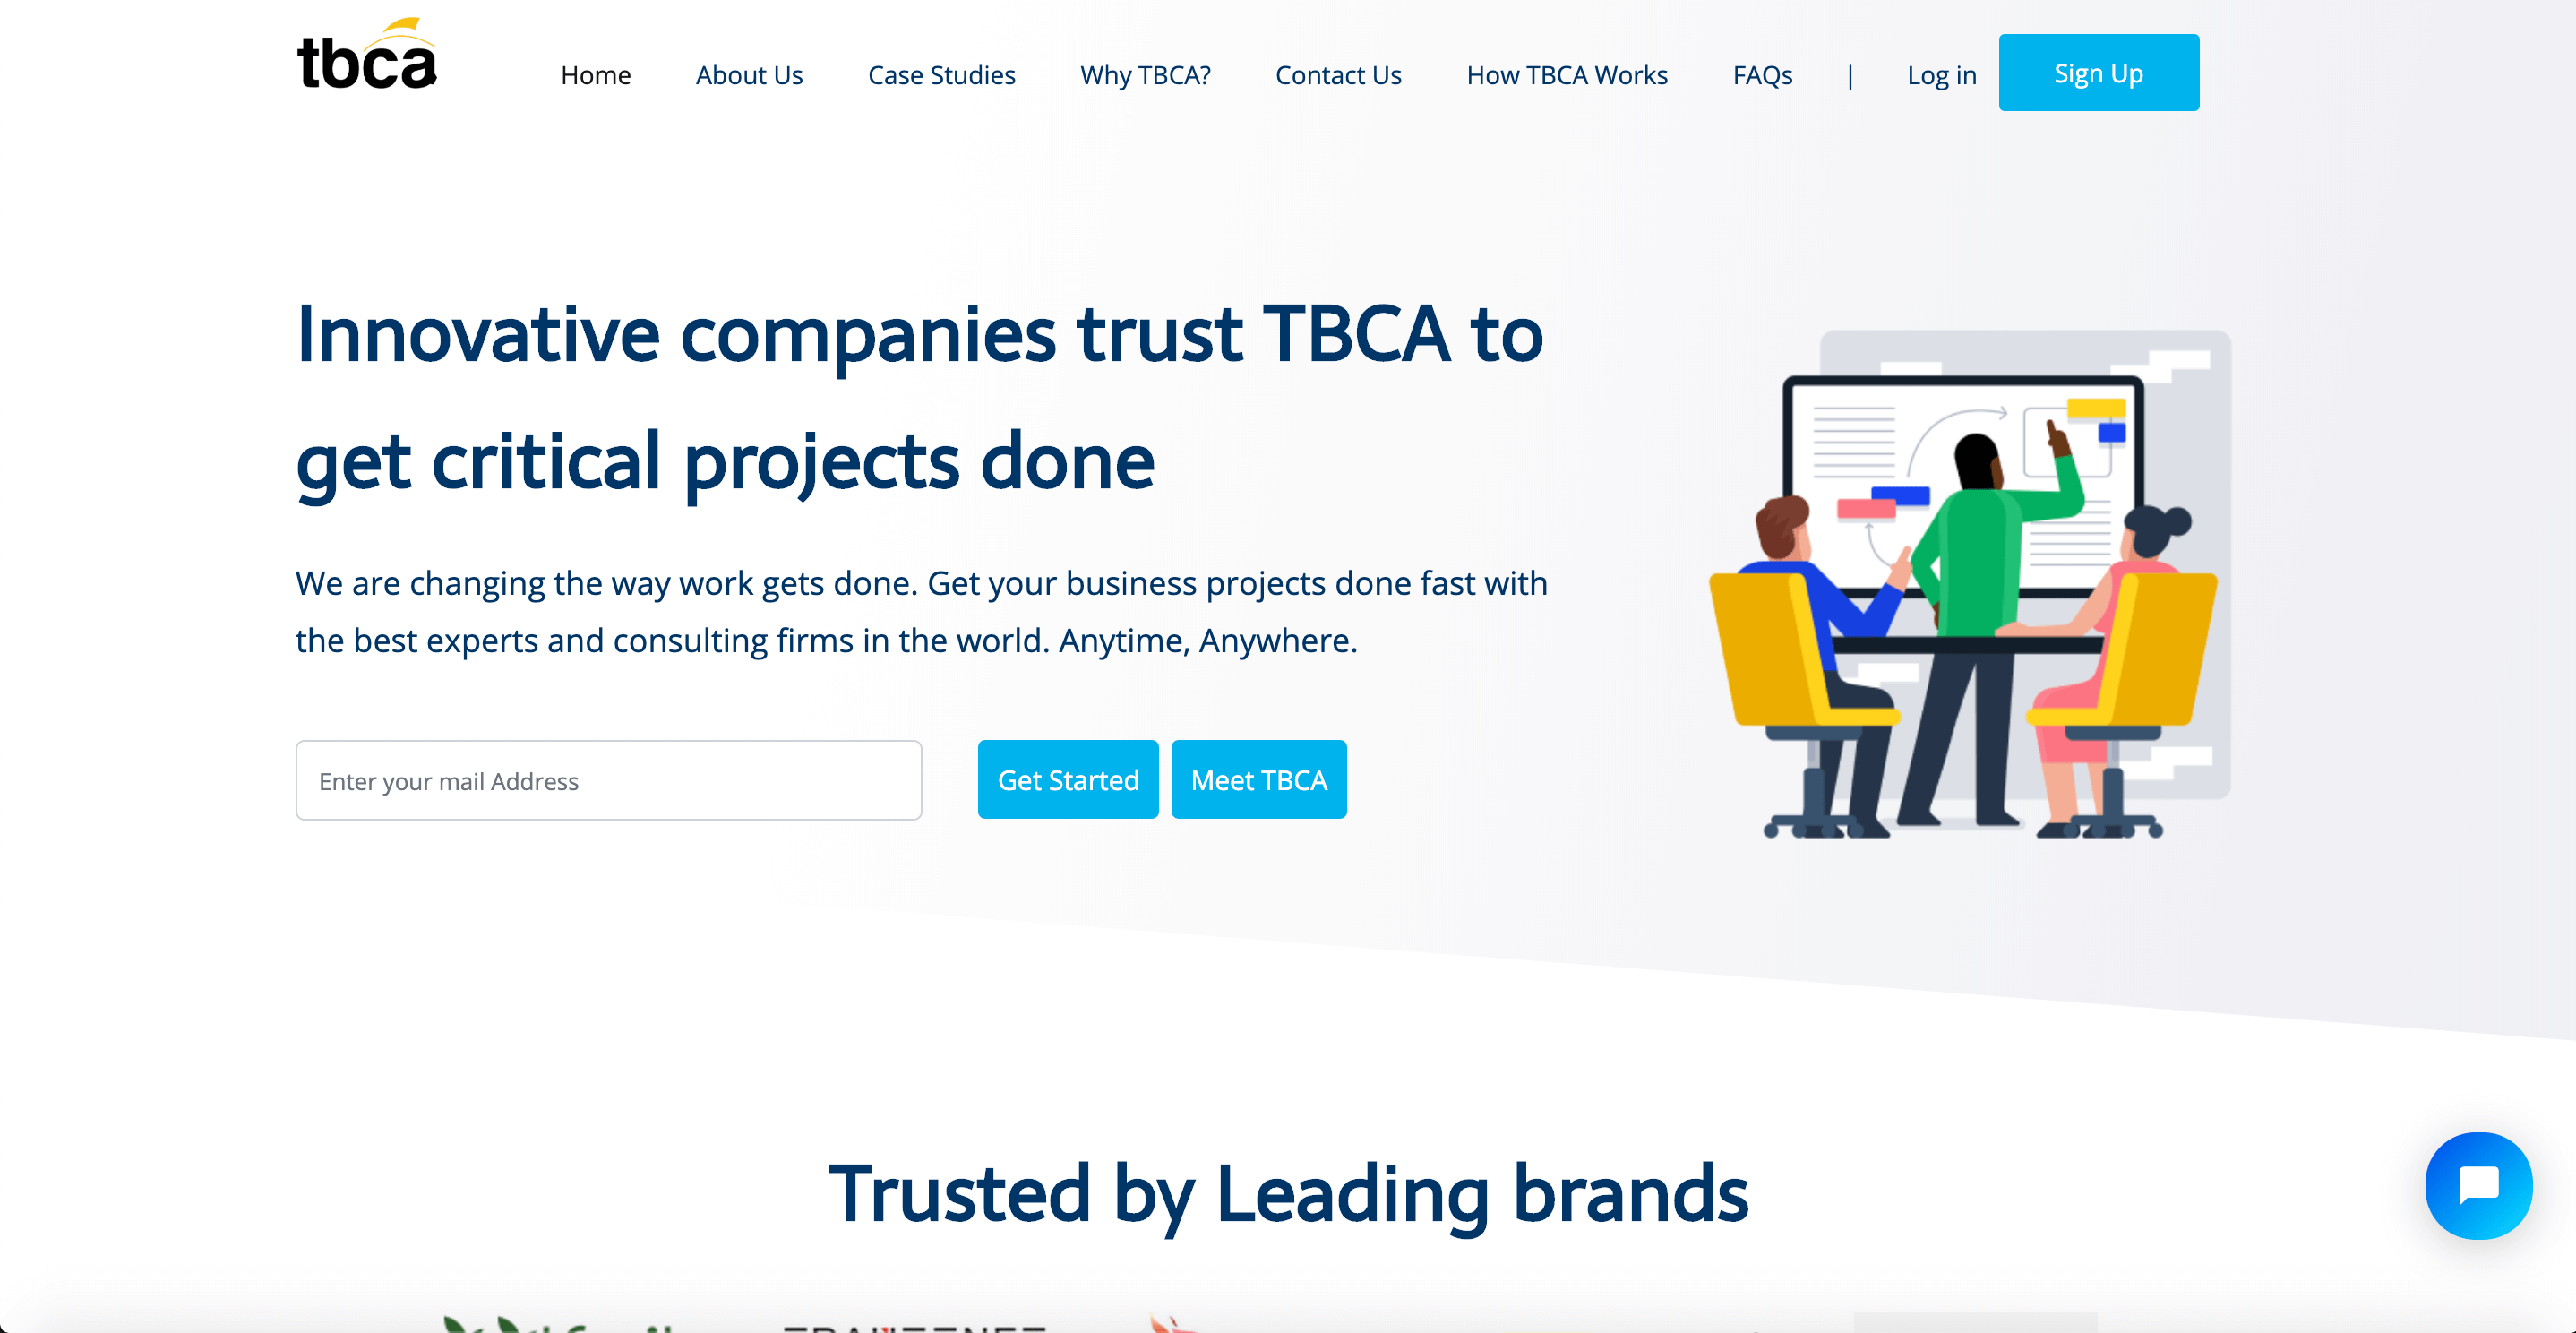 tbca
Home About Us Case Studies Why TBCA? Contact Us How TBCA Works FAQs | Log in Sign Up
Innovative companies trust TBCA to
get critical projects done
We are changing the way work gets done. Get your business projects done fast with
the best experts and consulting firms in the world. Anytime, Anywhere.
Enter your mail Address Get Started Meet TBCA
Trusted by Leading brands